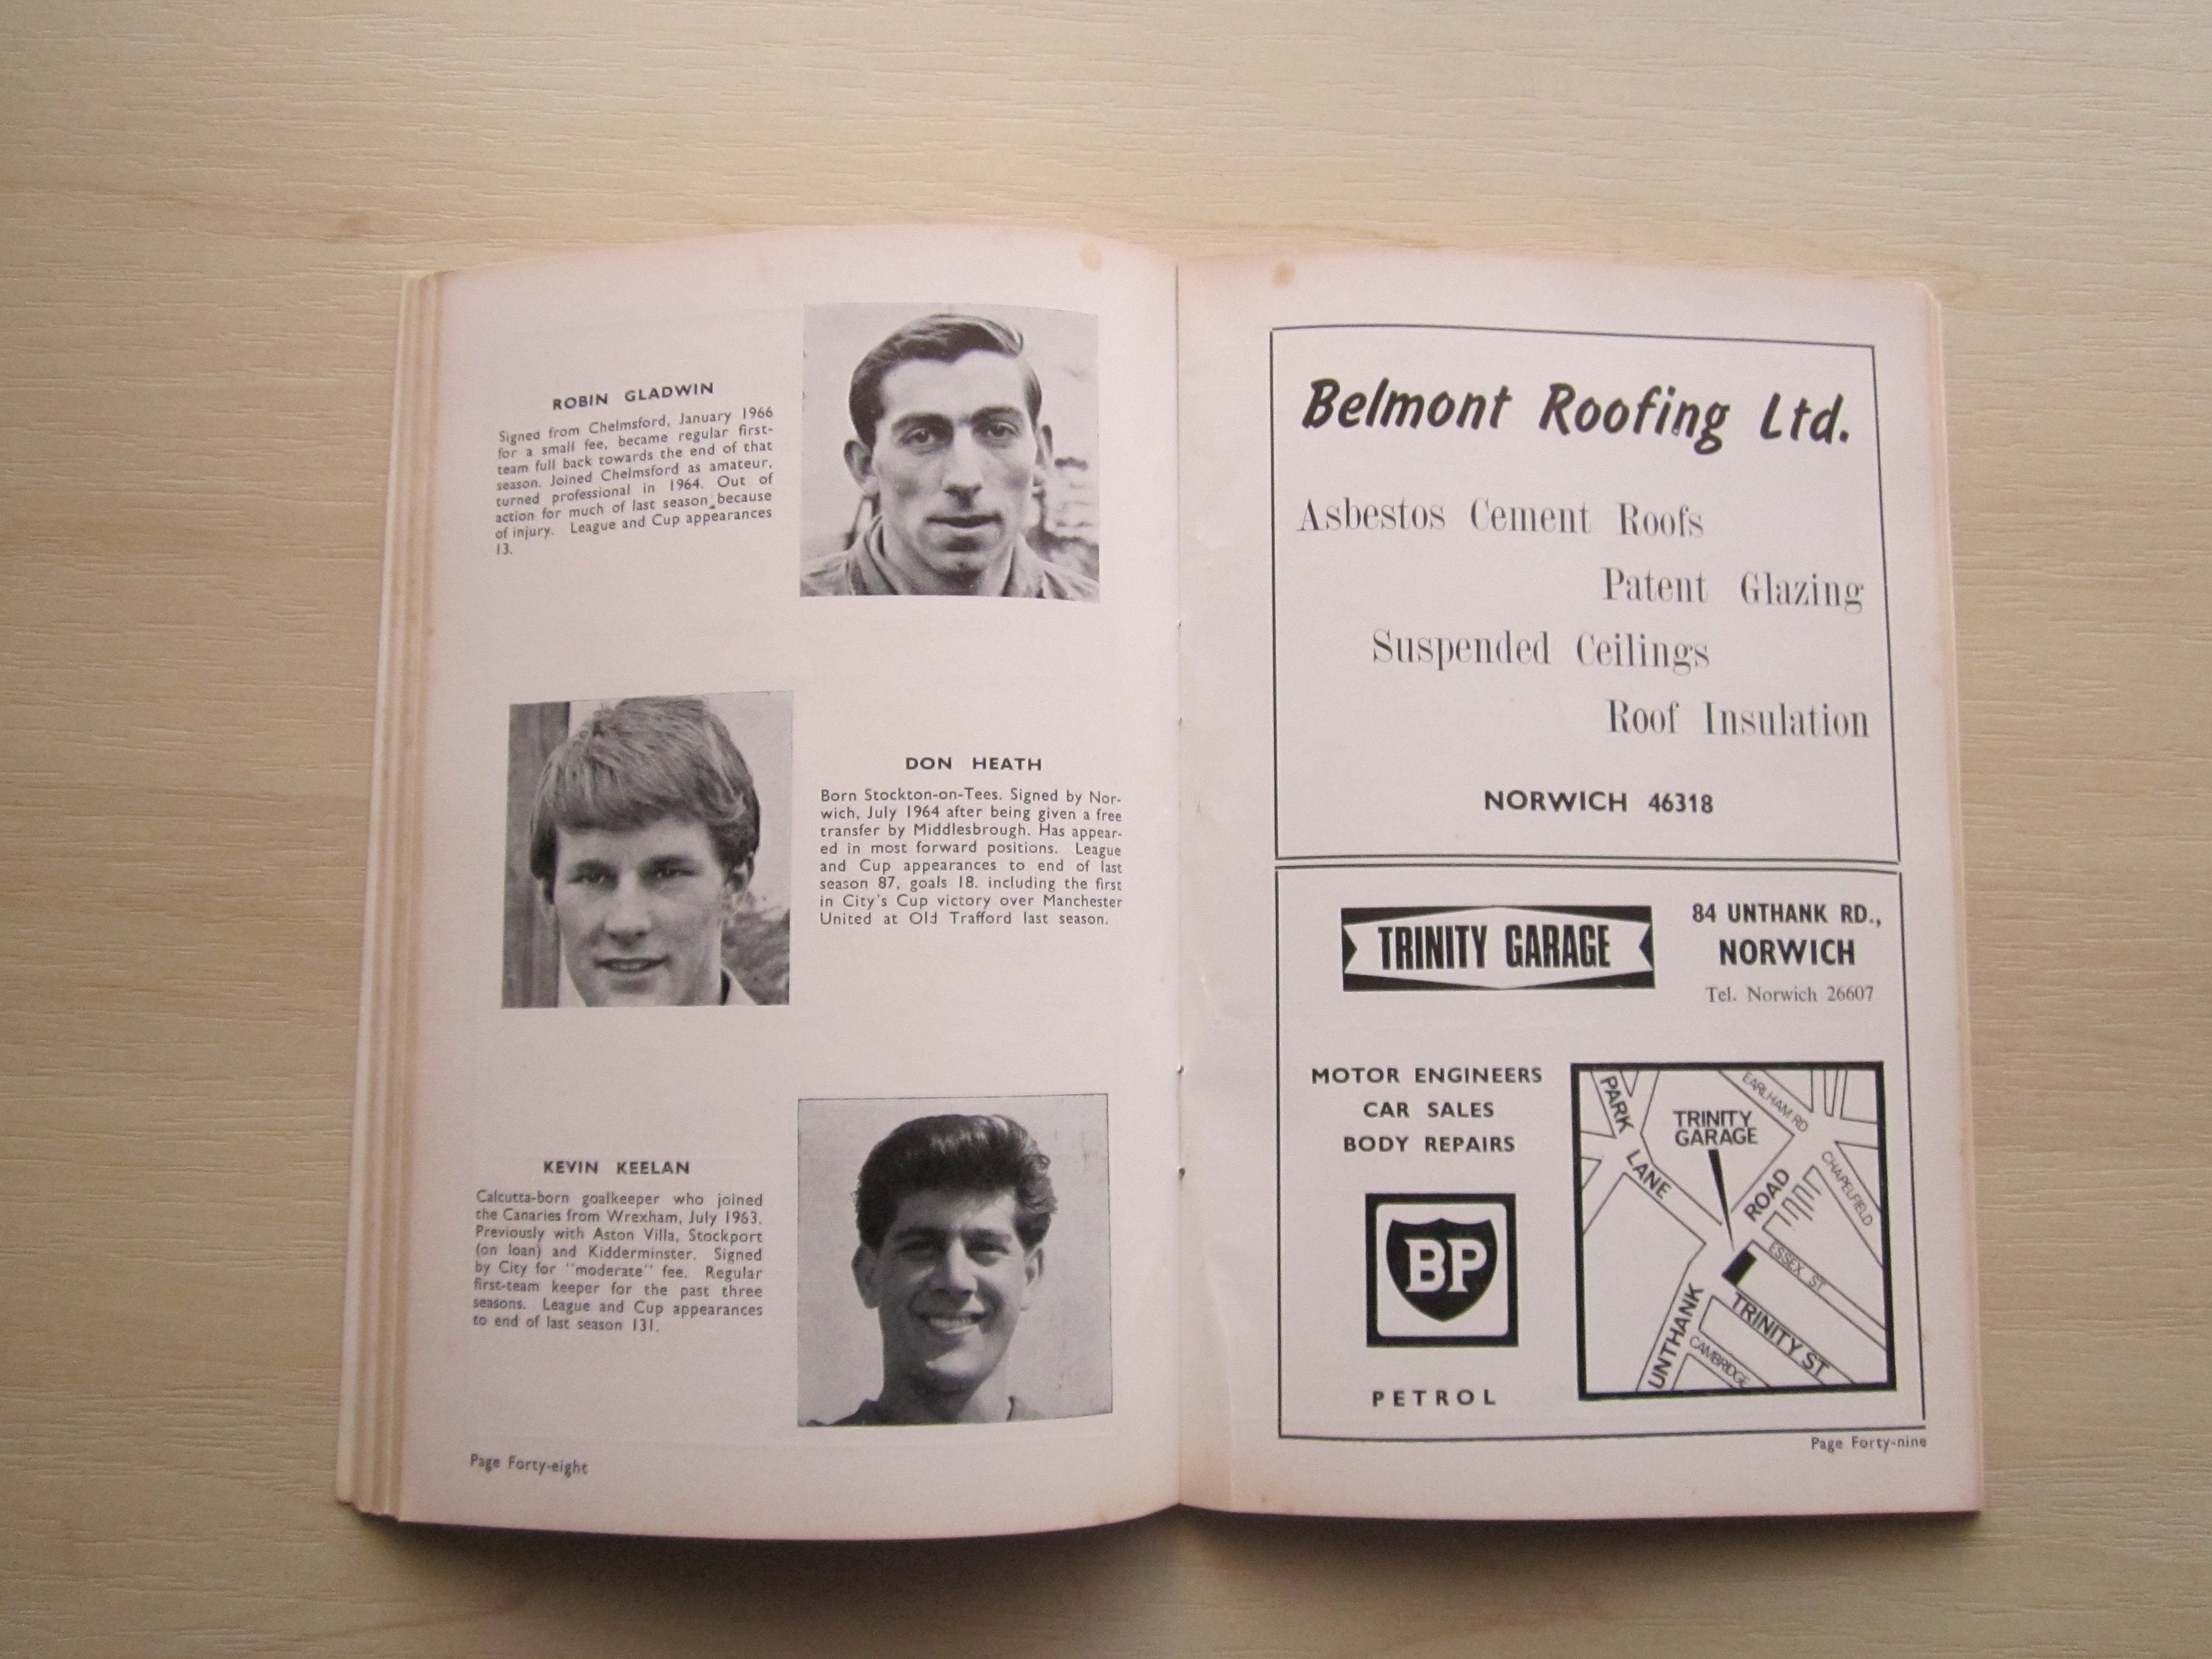 ROBIN GLADWIN
Signed from Chelmsford, January 1966
for a small fee, became regular first-
team full back towards the end of that
season. Joined Chelmsford as amateur,
turned professional in 1964. Out of
action for much of last season because
of injury. League and Cup appearances
13.
DON HEATH
Born Stockton-on-Tees. Signed by Nor-
wich, July 1964 after being given a free
transfer by Middlesbrough. Has appear-
ed in most forward positions. League
and Cup appearances to end of last
season 87, goals 18. including the first
in City's Cup victory over Manchester
United at Old Trafford last season.
KEVIN KEELAN
Calcutta-born goalkeeper who joined
the Canaries from Wrexham, July 1963.
Previously with Aston Villa, Stockport
(on loan) and Kidderminster. Signed
by City for "moderate" fee. Regular
first-team keeper for the past three
seasons. League and Cup appearances
to end of last season 131.
Page Forty-eight
Belmont Roofing Ltd.
Asbestos Cement Roofs
Patent Glazing
Suspended Ceilings
Roof Insulation
NORWICH 46318
TRINITY GARAGE
84 UNTHANK RD.,
NORWICH
Tel. Norwich 26607
MOTOR ENGINEERS
CAR SALES
BODY REPAIRS
BP
PETROL
PARK
LANE
EARLHAM RD
TRINITY
GARAGE
ROAD
CHAPELFIELD
ESSEX ST
UNTHANK
TRINITY ST
CAMBRIDGE
Page Forty-nine